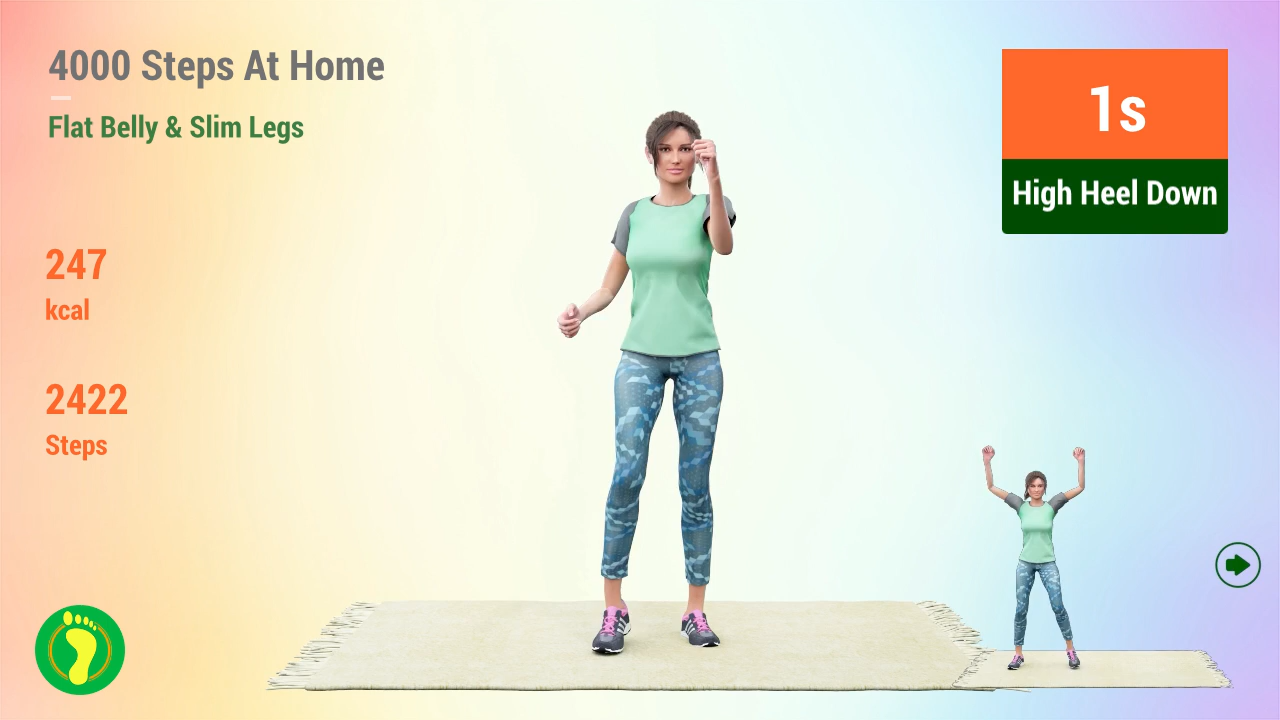 4000 Steps At Home
Flat Belly & Slim Legs
247
kcal
2422
Steps
1s
High Heel Down